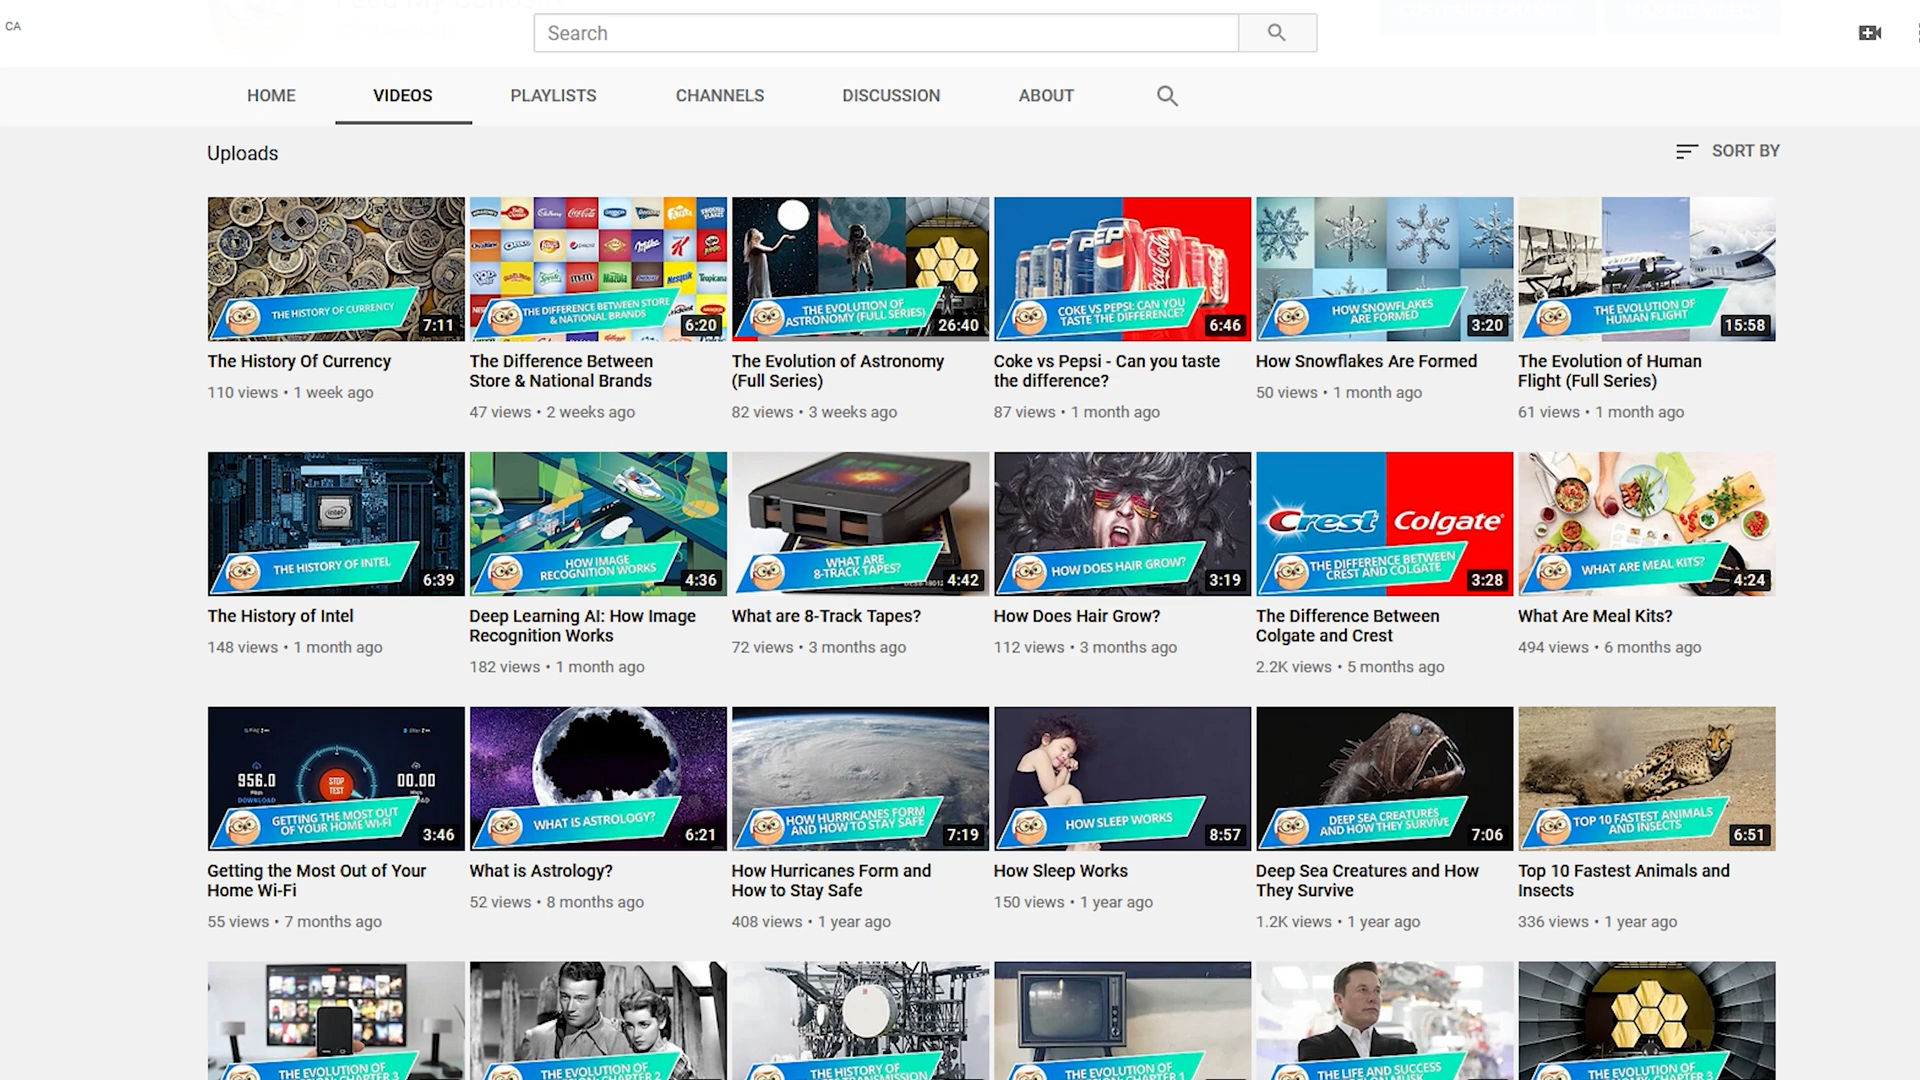 CA
Search
HOME
VIDEOS
PLAYLISTS
CHANNELS
DISCUSSION
ABOUT
Uploads
SORT BY
THE HISTORY OF CURRENCY
7:11
The History Of Currency
110 views • 1 week ago
THE DIFFERENCE BETWEEN STORE
& NATIONAL BRANDS
6:20
The Difference Between
Store & National Brands
47 views • 2 weeks ago
THE EVOLUTION OF
ASTRONOMY (FULL SERIES)
26:40
The Evolution of Astronomy
(Full Series)
82 views • 3 weeks ago
PEP
Coca-Cola
COKE VS PEPSI: CAN YOU
TASTE THE DIFFERENCE?
6:46
Coke vs Pepsi - Can you taste
the difference?
87 views • 1 month ago
HOW SNOWFLAKES
ARE FORMED
3:20
How Snowflakes Are Formed
50 views • 1 month ago
THE EVOLUTION OF
HUMAN FLIGHT
15:58
The Evolution of Human
Flight (Full Series)
61 views • 1 month ago
intel
THE HISTORY OF INTEL
6:39
The History of Intel
148 views • 1 month ago
HOW IMAGE
RECOGNITION WORKS
4:36
Deep Learning AI: How Image
Recognition Works
182 views • 1 month ago
WHAT ARE
8-TRACK TAPES?
4:42
What are 8-Track Tapes?
72 views • 3 months ago
HOW DOES HAIR GROW?
3:19
How Does Hair Grow?
112 views • 3 months ago
Crest
Colgate
THE DIFFERENCE BETWEEN
CREST AND COLGATE
3:28
The Difference Between
Colgate and Crest
2.2K views • 5 months ago
WHAT ARE MEAL KITS?
4:24
What Are Meal Kits?
494 views • 6 months ago
956.0
00.00
DOWNLOAD
STOP
TEST
GETTING THE MOST OUT
OF YOUR HOME WI-FI
3:46
Getting the Most Out of Your
Home Wi-Fi
55 views • 7 months ago
WHAT IS ASTROLOGY?
6:21
What is Astrology?
52 views • 8 months ago
HOW HURRICANES FORM
AND HOW TO STAY SAFE
7:19
How Hurricanes Form and
How to Stay Safe
408 views • 1 year ago
HOW SLEEP WORKS
8:57
How Sleep Works
150 views • 1 year ago
DEEP SEA CREATURES
AND HOW THEY SURVIVE
7:06
Deep Sea Creatures and How
They Survive
1.2K views • 1 year ago
TOP 10 FASTEST ANIMALS
AND INSECTS
6:51
Top 10 Fastest Animals and
Insects
336 views • 1 year ago
THE EVOLUTION OF
CHAPTER 3
THE EVOLUTION OF
CHAPTER 2
THE HISTORY OF
TRANSMISSION
THE EVOLUTION OF
CHAPTER 1
THE LIFE AND SUCCESS
THE EVOLUTION OF
CHAPTER 3